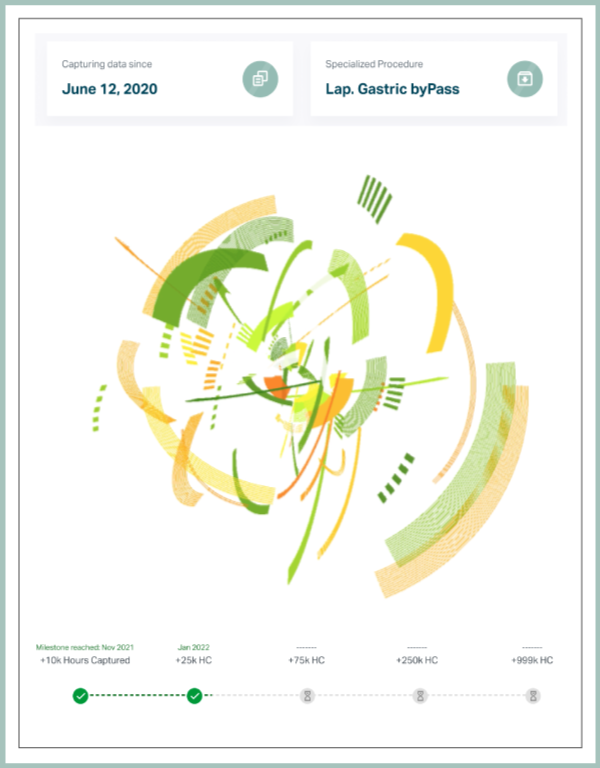 Capturing data since
June 12, 2020
Specialized Procedure
Lap. Gastric byPass
Milestone reached: Nov 2021
+10k Hours Captured
Jan 2022
+25k HC
--------
+75k HC
--------
+250k HC
--------
+999k HC